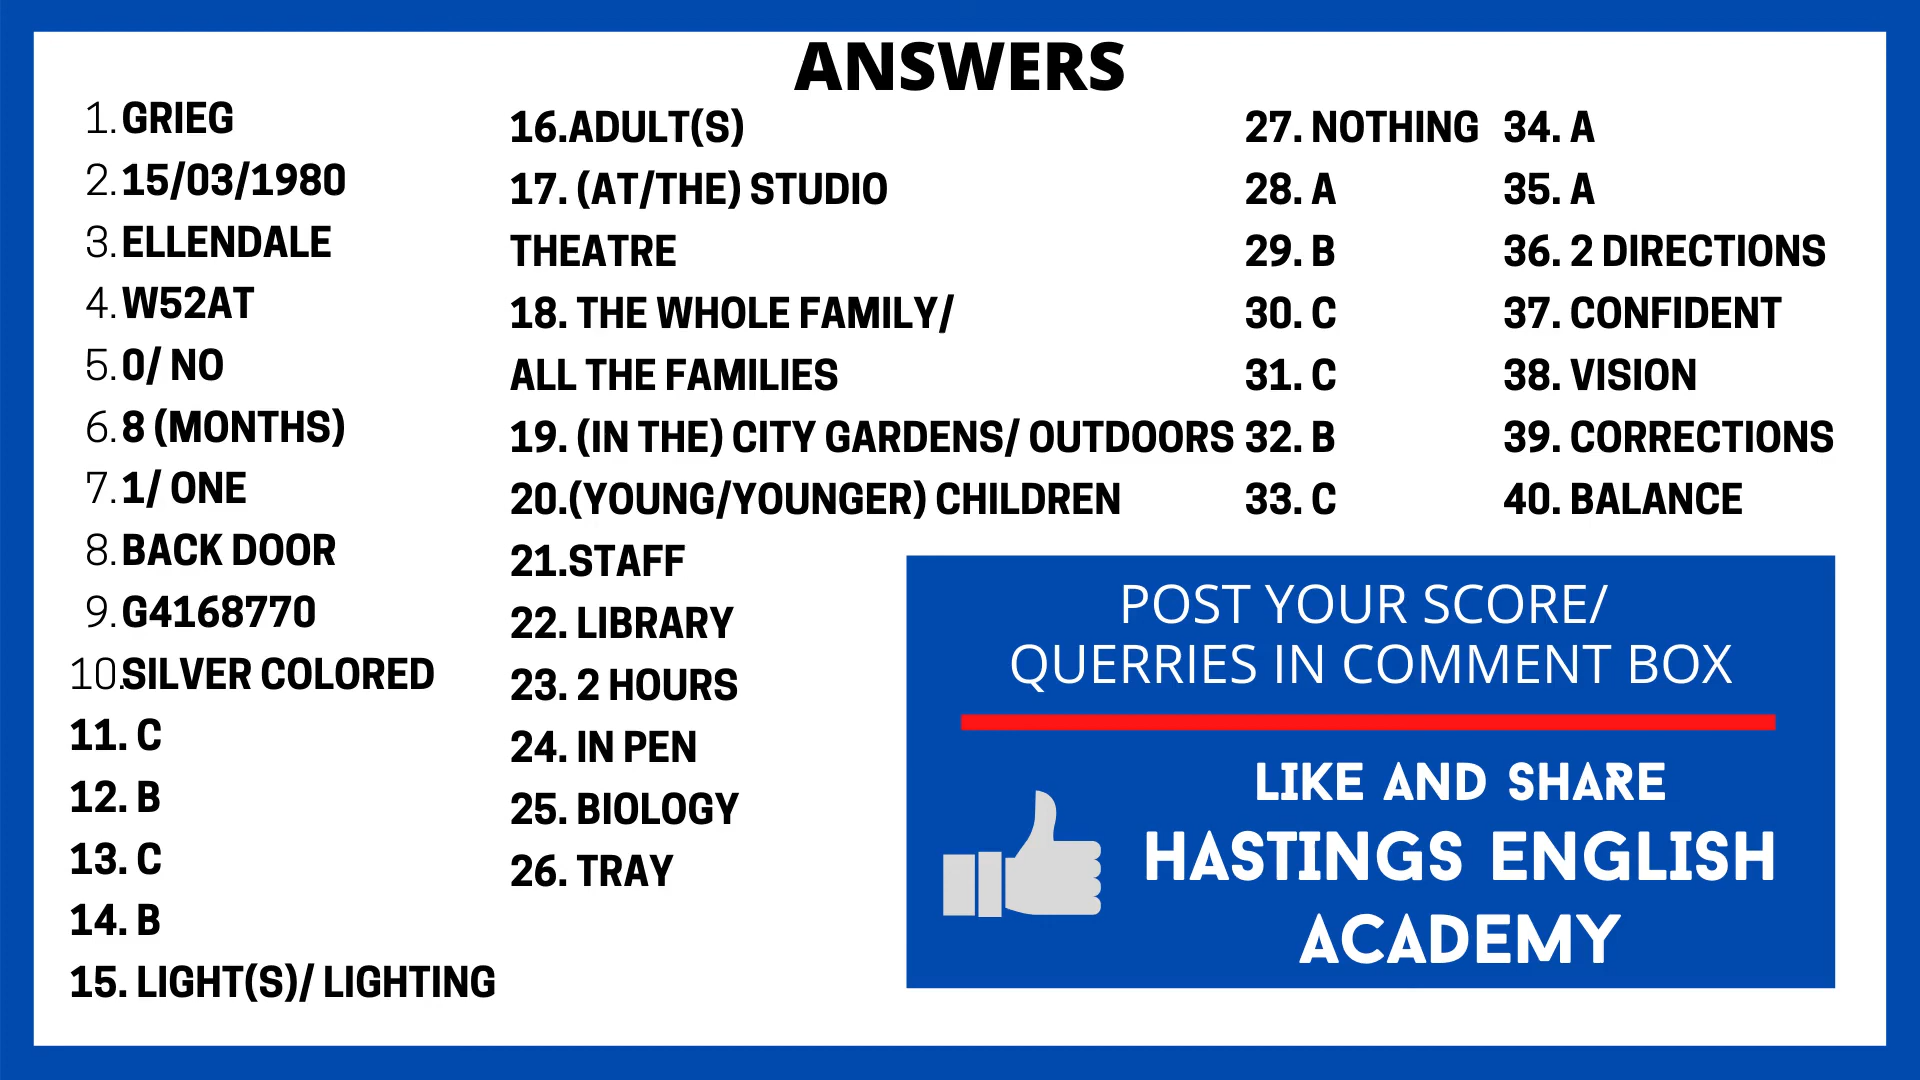 ANSWERS
1. GRIEG
2. 15/03/1980
3. ELLENDALE
4. W52AT
5. 0/ NO
6. 8 (MONTHS)
7. 1/ ONE
8. BACK DOOR
9. G4168770
10. SILVER COLORED
11. C
12. B
13. C
14. B
15. LIGHT(S)/ LIGHTING
16.ADULT(S)
17. (AT/THE) STUDIO
THEATRE
18. THE WHOLE FAMILY/
ALL THE FAMILIES
19. (IN THE) CITY GARDENS/ OUTDOORS
20.(YOUNG/YOUNGER) CHILDREN
21.STAFF
22. LIBRARY
23. 2 HOURS
24. IN PEN
25. BIOLOGY
26. TRAY
27. NOTHING
28. A
29. B
30. C
31. C
32. B
33. C
34. A
35. A
36. 2 DIRECTIONS
37. CONFIDENT
38. VISION
39. CORRECTIONS
40. BALANCE
POST YOUR SCORE/
QUERRIES IN COMMENT BOX
LIKE AND SHARE
HASTINGS ENGLISH
ACADEMY